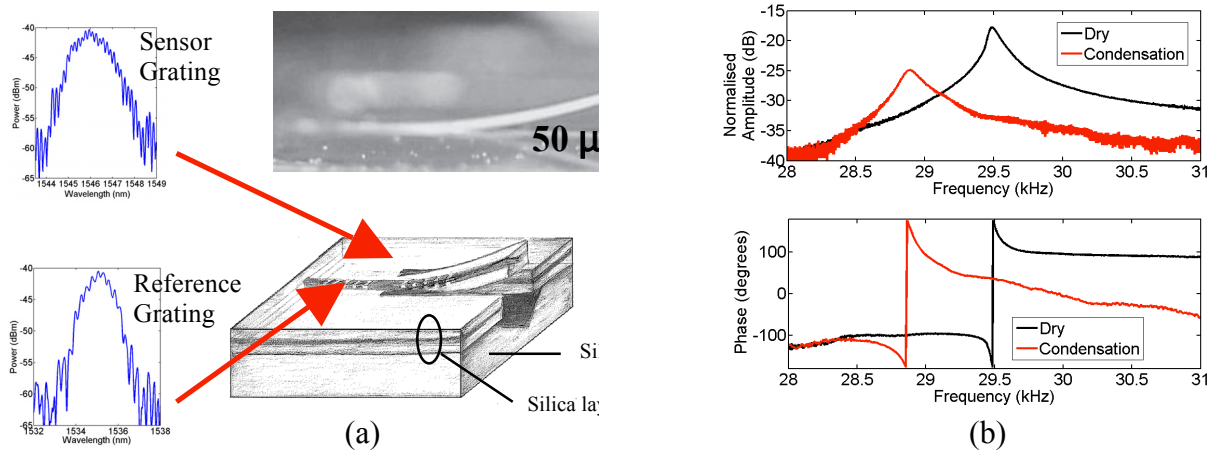 -40
-45
-50
-55
-60
-65
Power (dBm)
1544 1545 1546 1547 1548 1549
Wavelength (nm)
Sensor
Grating
50 µ
-40
-45
-50
-55
-60
-65
Power (dBm)
1532 1534 1536 1538
Wavelength (nm)
Reference
Grating
Si
Silica lay
(a)
-15
-20
-25
-30
-35
-40
Normalised
Amplitude (dB)
Dry
Condensation
28 28.5 29 29.5 30 30.5 31
Frequency (kHz)
100
0
-100
Phase (degrees)
Dry
Condensation
28 28.5 29 29.5 30 30.5 31
Frequency (kHz)
(b)